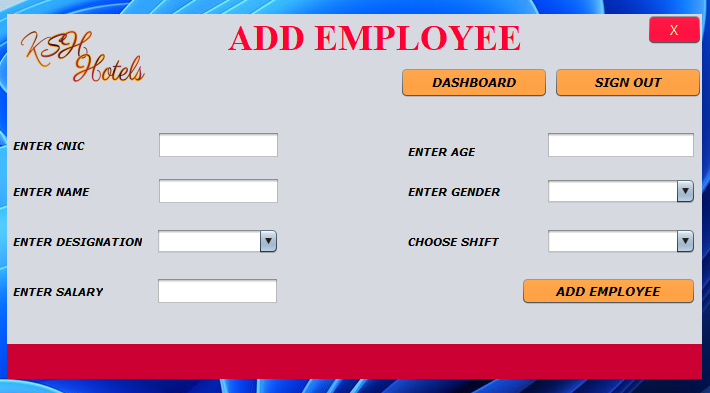 KSH
Hotels
ADD EMPLOYEE
X
DASHBOARD
SIGN OUT
ENTER CNIC
ENTER AGE
ENTER NAME
ENTER GENDER
ENTER DESIGNATION
CHOOSE SHIFT
ENTER SALARY
ADD EMPLOYEE